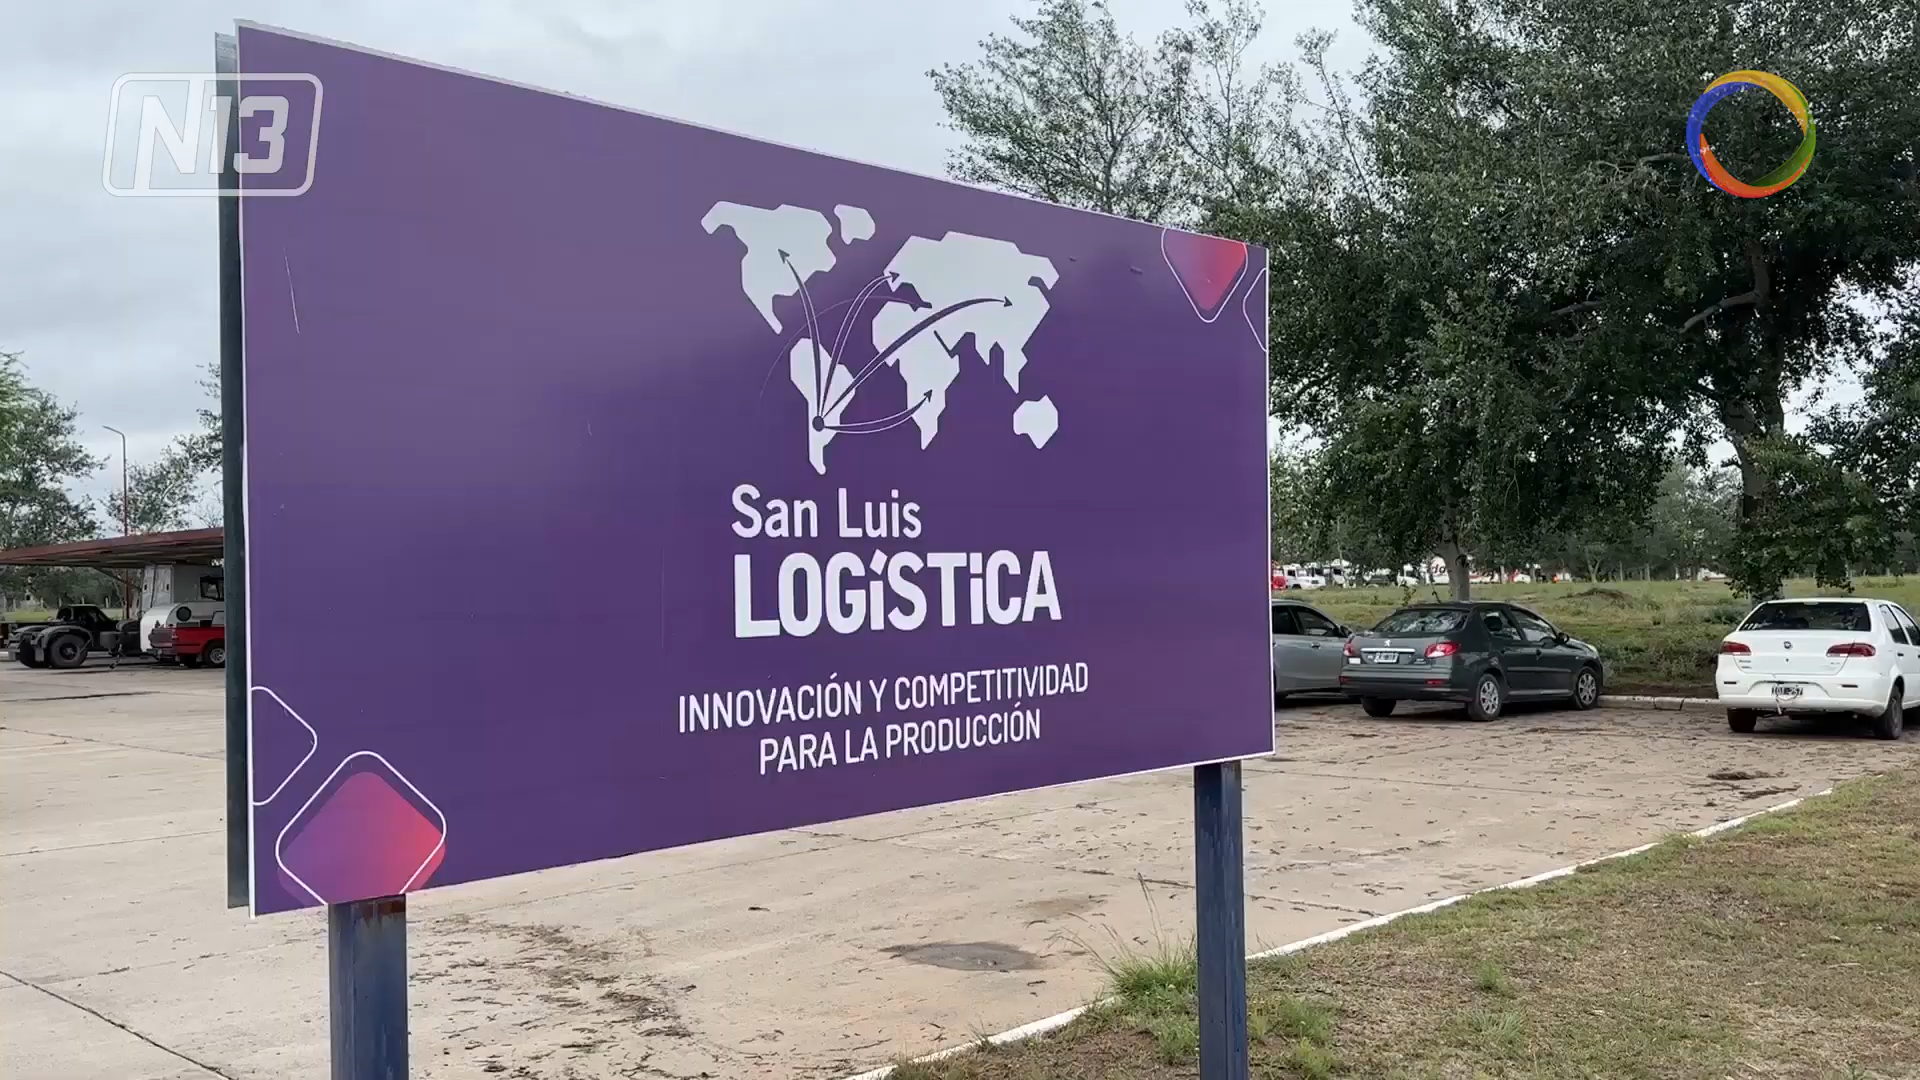 N13
San Luis
LOGíSTiCA
INNOVACIÓN Y COMPETITIVIDAD
PARA LA PRODUCCIÓN